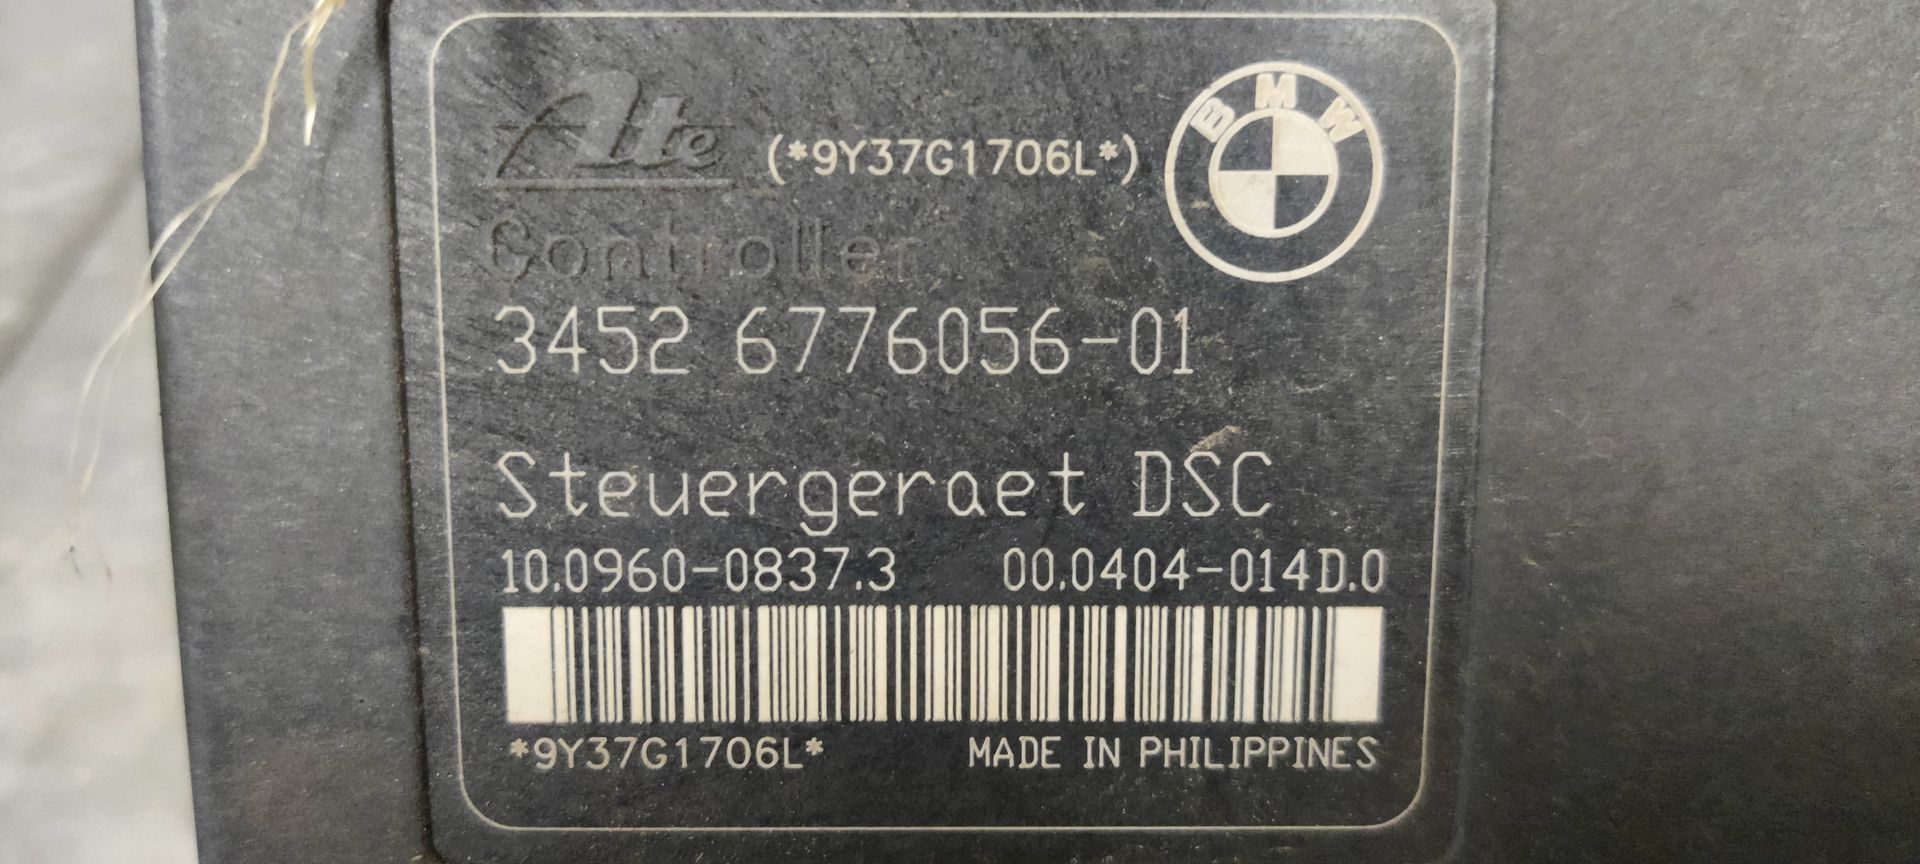 Ate (*9Y37G1706L*) BMW
Controller
3452 6776056-01
Steuergeraet DSC
10.0960-0837.3 00.0404-014D.0
*9Y37G1706L* MADE IN PHILIPPINES